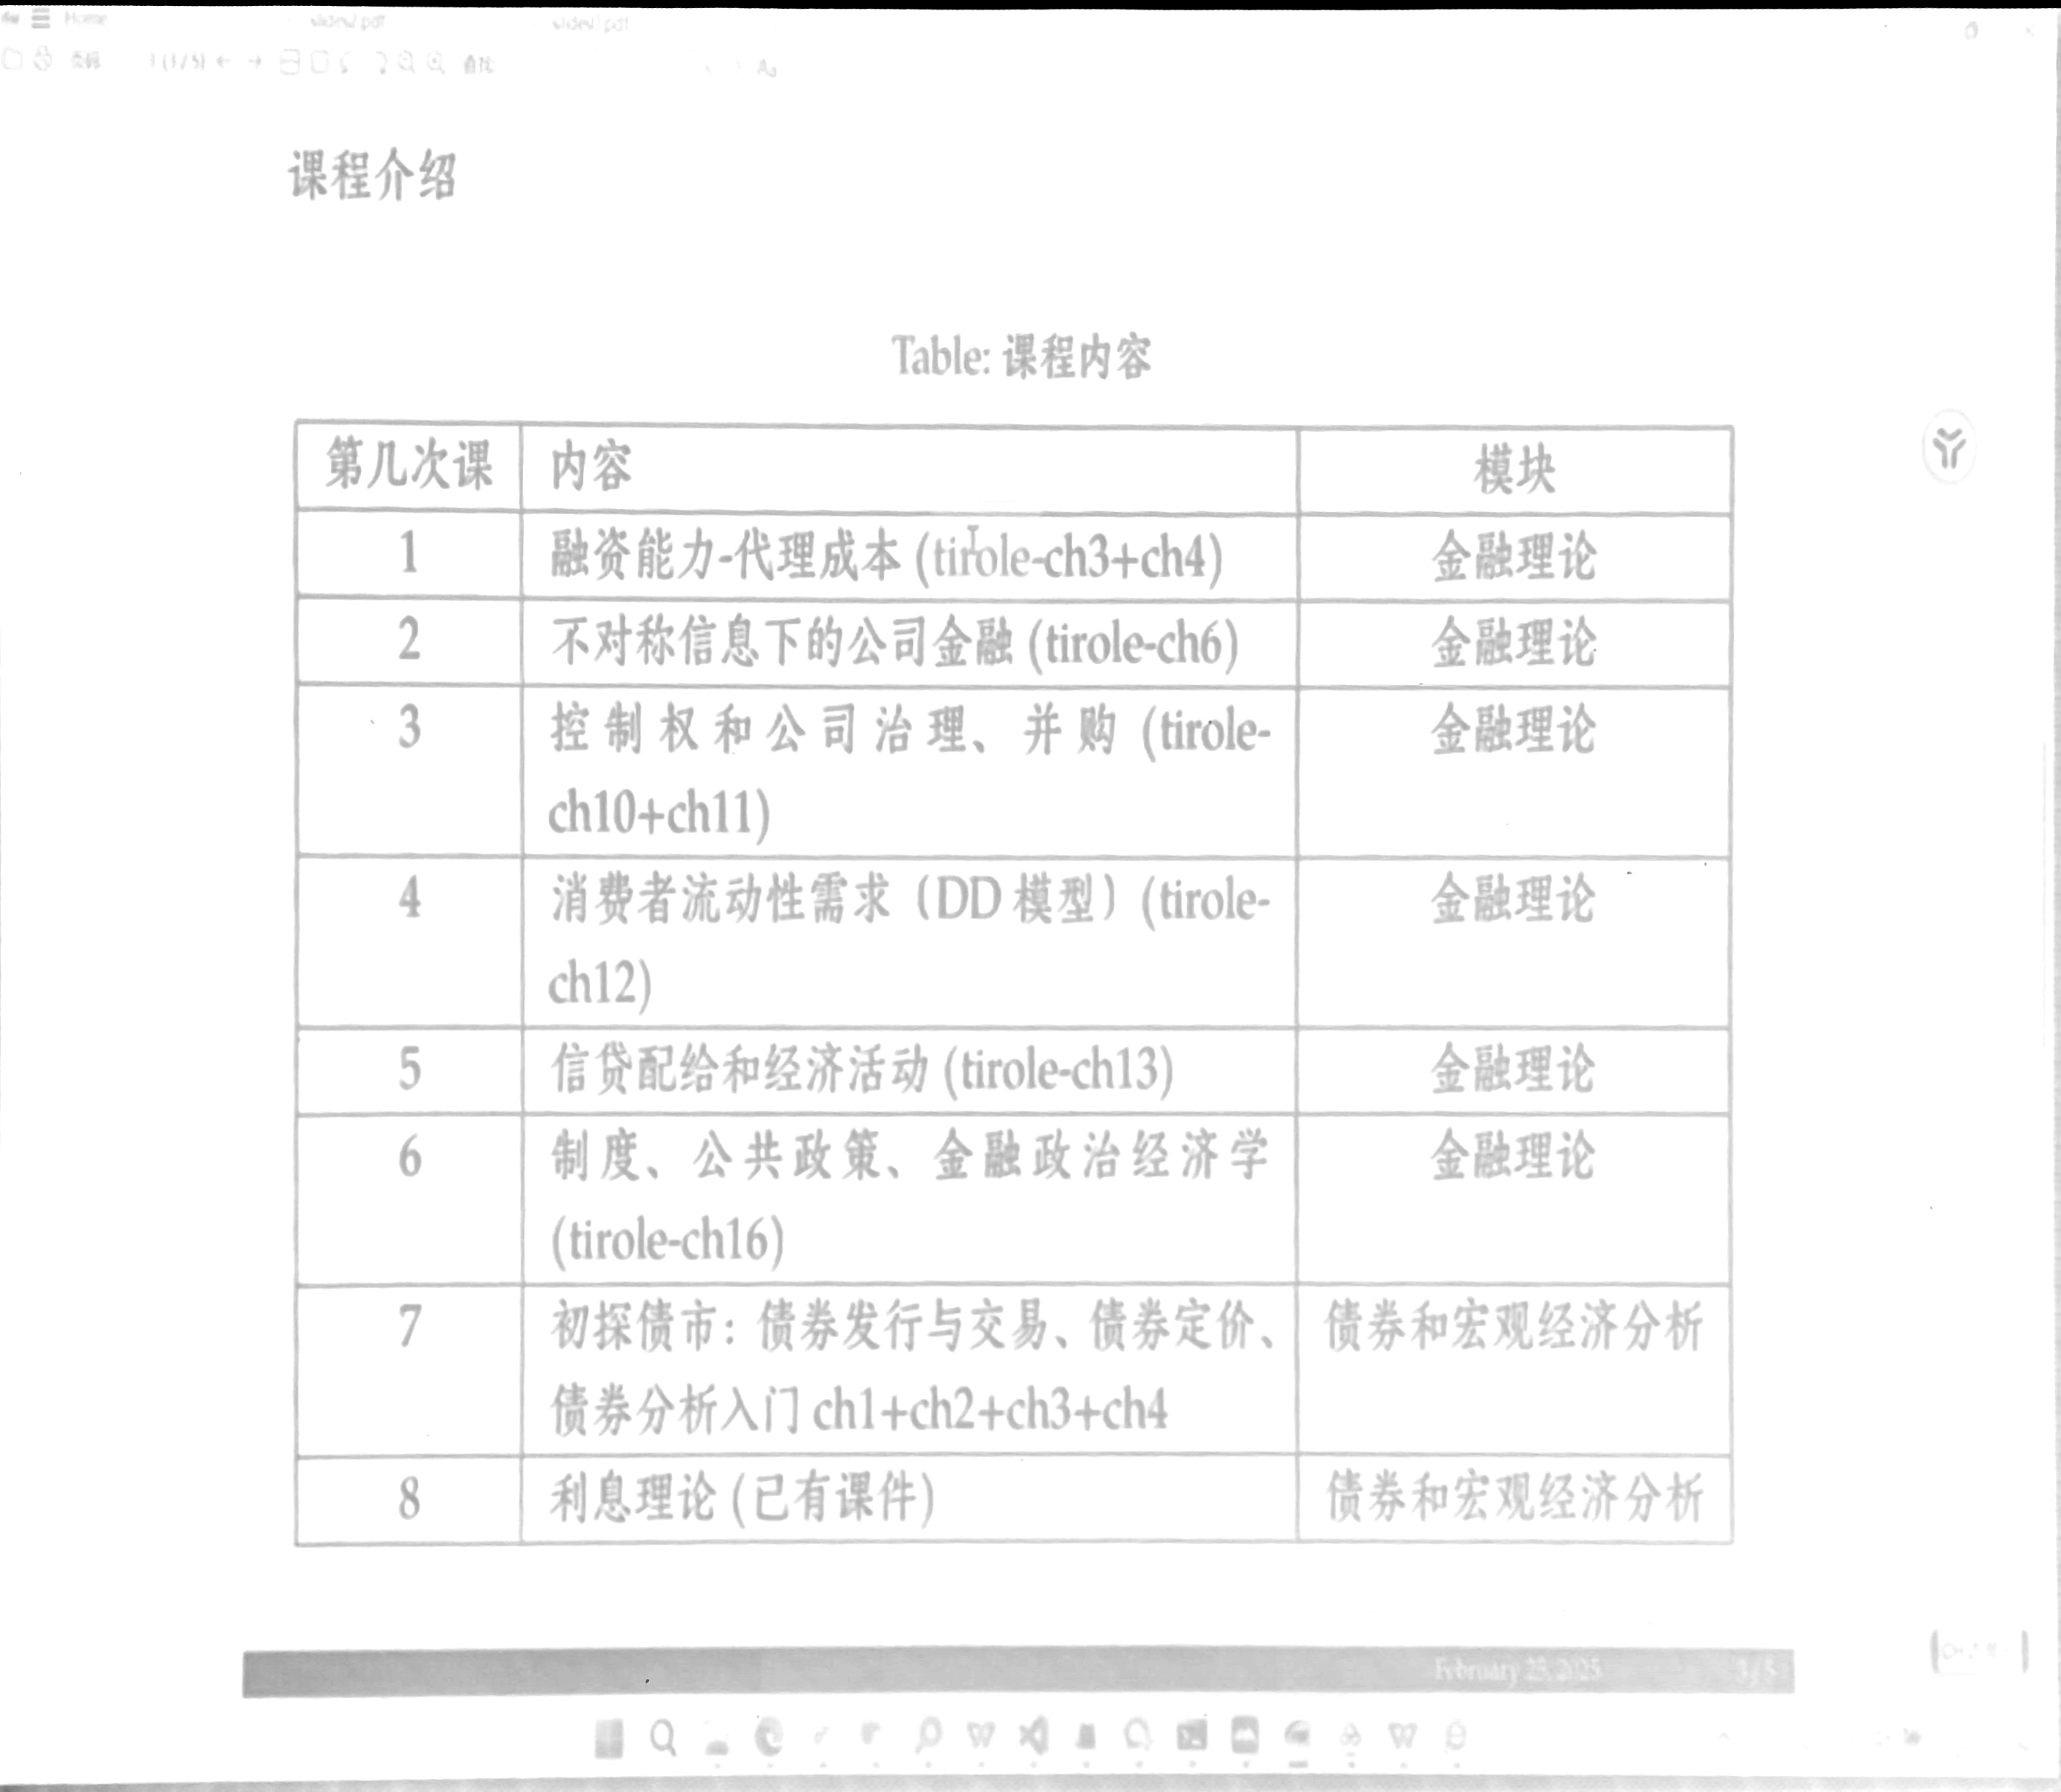 Home
课程介绍
Table: 课程内容
第几次课 内容 模块
1 融资能力-代理成本 (tirole-ch3+ch4) 金融理论
2 不对称信息下的公司金融 (tirole-ch6) 金融理论
3 控制权和公司治理、并购 (tirole- 金融理论
ch10+ch11)
4 消费者流动性需求（DD 模型）(tirole- 金融理论
ch12)
5 信贷配给和经济活动 (tirole-ch13) 金融理论
6 制度、公共政策、金融政治经济学 金融理论
(tirole-ch16)
7 初探债市：债券发行与交易、债券定价、 债券和宏观经济分析
债券分析入门 ch1+ch2+ch3+ch4
8 利息理论 (已有课件) 债券和宏观经济分析
3 / 5